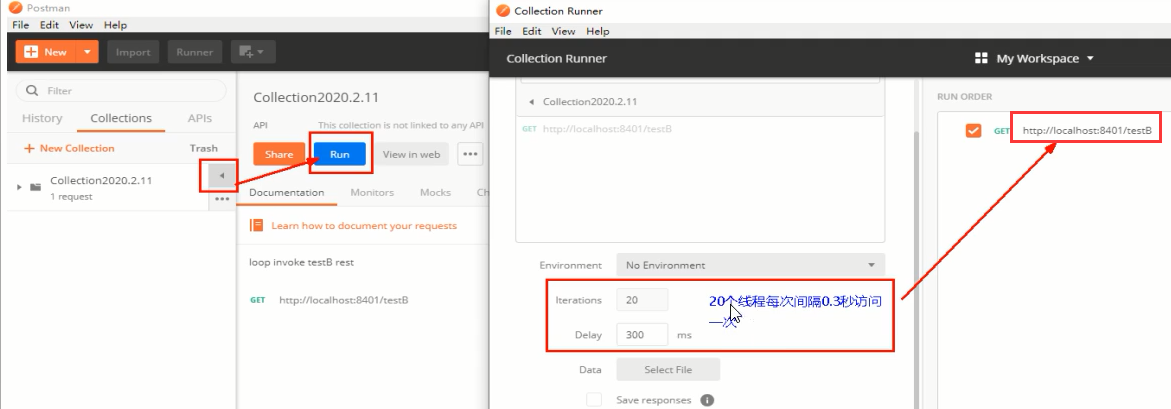 Postman
File Edit View Help
New
Import
Runner
Filter
History
Collections
APIs
+ New Collection
Trash
Collection2020.2.11
1 request
Collection2020.2.11
API
This collection is not linked to any API
Share
Run
View in web
Documentation
Monitors
Mocks
Ch
Learn how to document your requests
loop invoke testB rest
GET http://localhost:8401/testB
Collection Runner
File Edit View Help
Collection Runner
My Workspace
Collection2020.2.11
GET http://localhost:8401/testB
Environment
No Environment
Iterations
20
Delay
300
ms
20个线程每次间隔0.3秒访问
一次
Data
Select File
Save responses
RUN ORDER
GET http://localhost:8401/testB